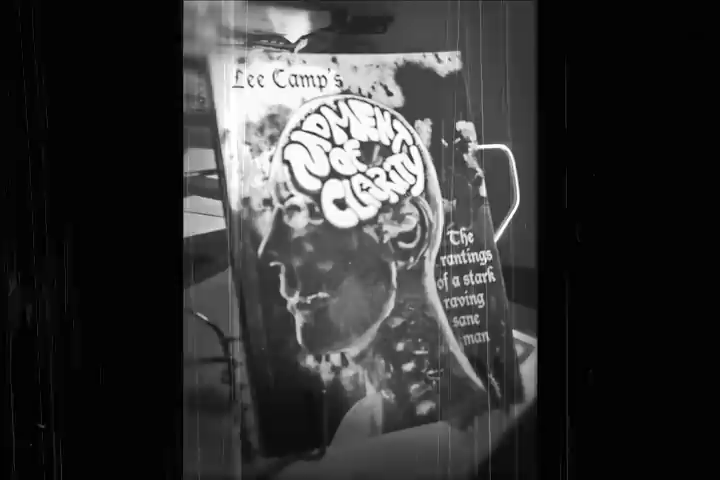 Lee Camp's
MOMENT
OF
CLARITY
The
rantings
of a stark
raving
sane
man